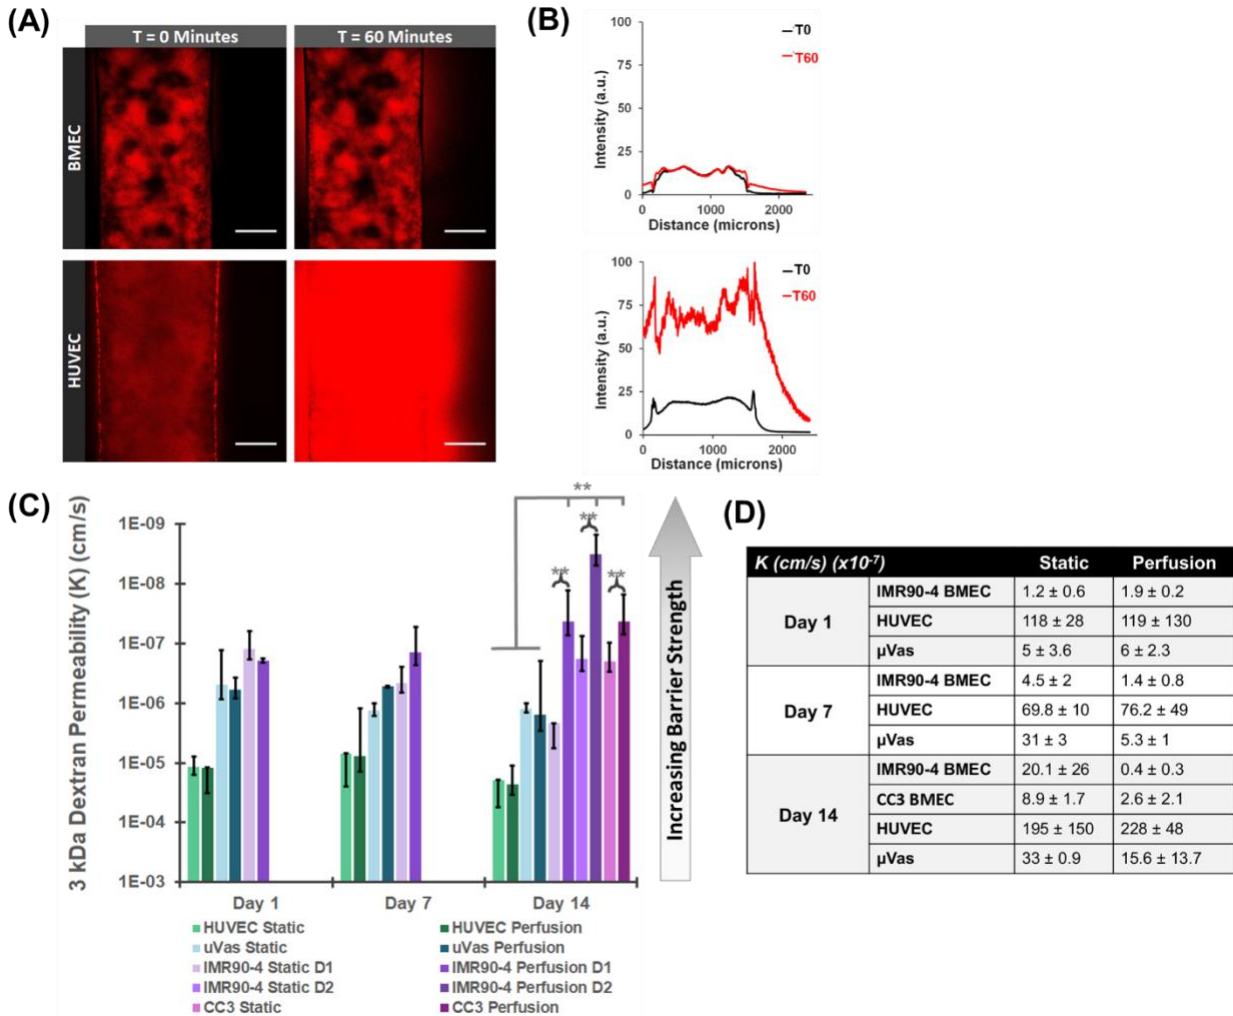 (A)
T = 0 Minutes
T = 60 Minutes
BMEC
HUVEC
(B)
100
75
50
25
0
Intensity (a.u.)
T0
T60
0
1000
2000
Distance (microns)
100
75
50
25
0
Intensity (a.u.)
T0
T60
0
1000
2000
Distance (microns)
(C)
3 kDa Dextran Permeability (K) (cm/s)
1E-09
1E-08
1E-07
1E-06
1E-05
1E-04
1E-03
**
**
**
**
Day 1
Day 7
Day 14
HUVEC Static
HUVEC Perfusion
uVas Static
uVas Perfusion
IMR90-4 Static D1
IMR90-4 Perfusion D1
IMR90-4 Static D2
IMR90-4 Perfusion D2
CC3 Static
CC3 Perfusion
Increasing Barrier Strength
(D)
K (cm/s) (x10-7) Static Perfusion
Day 1
IMR90-4 BMEC 1.2 ± 0.6 1.9 ± 0.2
HUVEC 118 ± 28 119 ± 130
µVas 5 ± 3.6 6 ± 2.3
Day 7
IMR90-4 BMEC 4.5 ± 2 1.4 ± 0.8
HUVEC 69.8 ± 10 76.2 ± 49
µVas 31 ± 3 5.3 ± 1
Day 14
IMR90-4 BMEC 20.1 ± 26 0.4 ± 0.3
CC3 BMEC 8.9 ± 1.7 2.6 ± 2.1
HUVEC 195 ± 150 228 ± 48
µVas 33 ± 0.9 15.6 ± 13.7